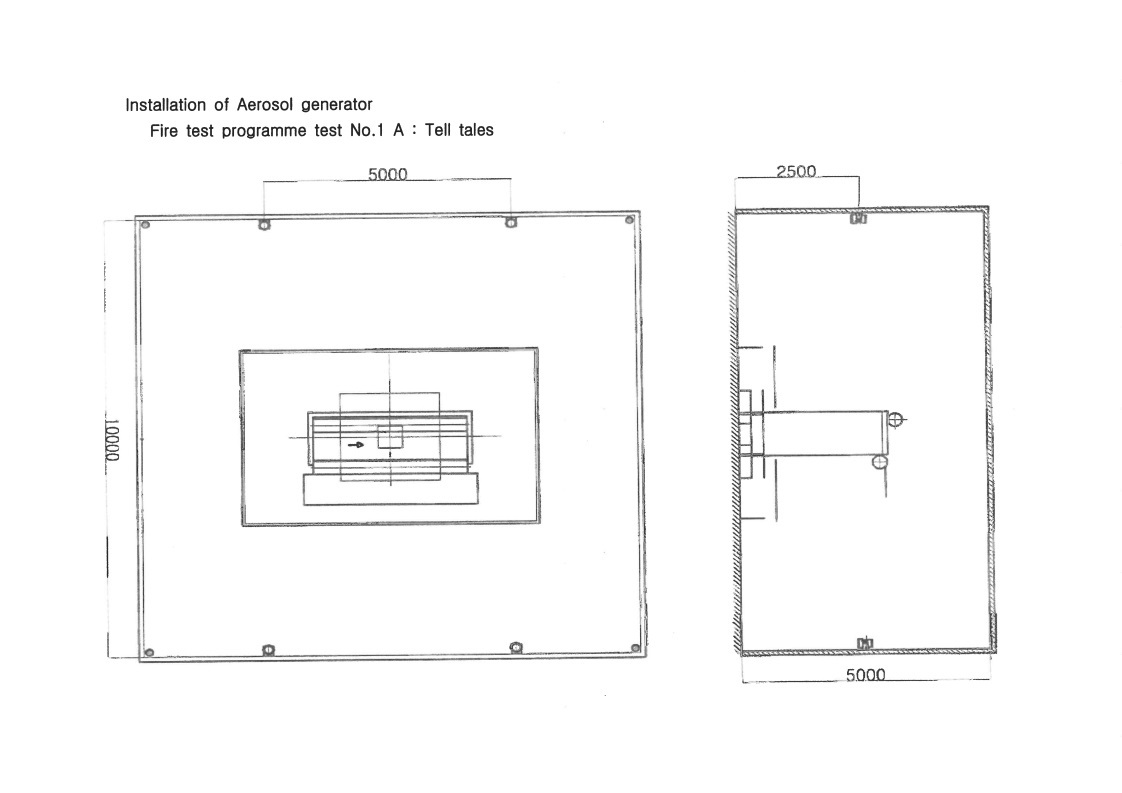 Installation of Aerosol generator
Fire test programme test No.1 A : Tell tales
5000
2500
10000
5000